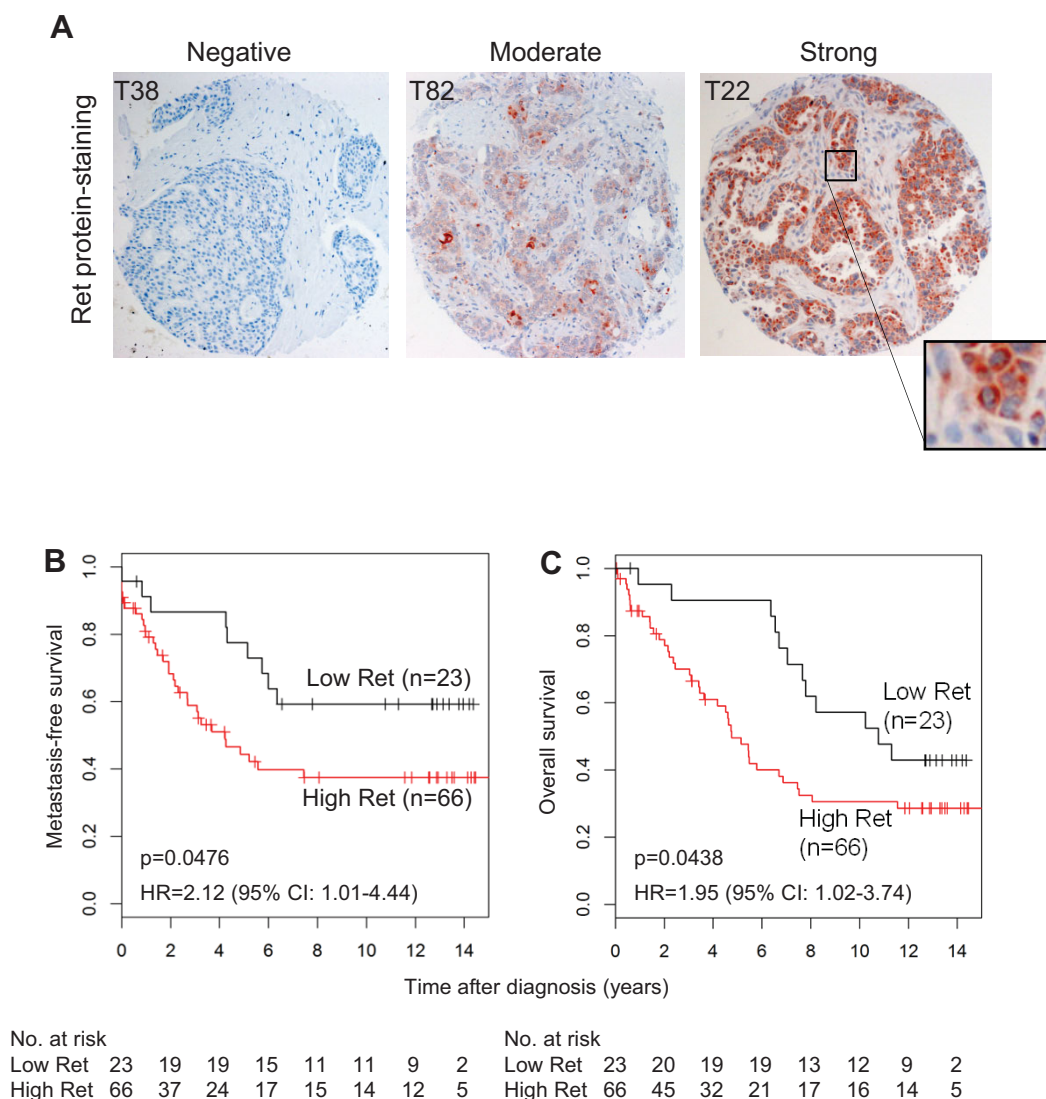 A
Negative Moderate Strong
Ret protein-staining
T38 T82 T22
B
Metastasis-free survival
1.0
0.8
0.6
0.4
0.2
0.0
Low Ret (n=23)
High Ret (n=66)
p=0.0476
HR=2.12 (95% CI: 1.01-4.44)
0 2 4 6 8 10 12 14
C
Overall survival
1.0
0.8
0.6
0.4
0.2
0.0
Low Ret
(n=23)
High Ret
(n=66)
p=0.0438
HR=1.95 (95% CI: 1.02-3.74)
0 2 4 6 8 10 12 14
Time after diagnosis (years)
No. at risk
Low Ret 23 19 19 15 11 11 9 2
High Ret 66 37 24 17 15 14 12 5
No. at risk
Low Ret 23 20 19 19 13 12 9 2
High Ret 66 45 32 21 17 16 14 5